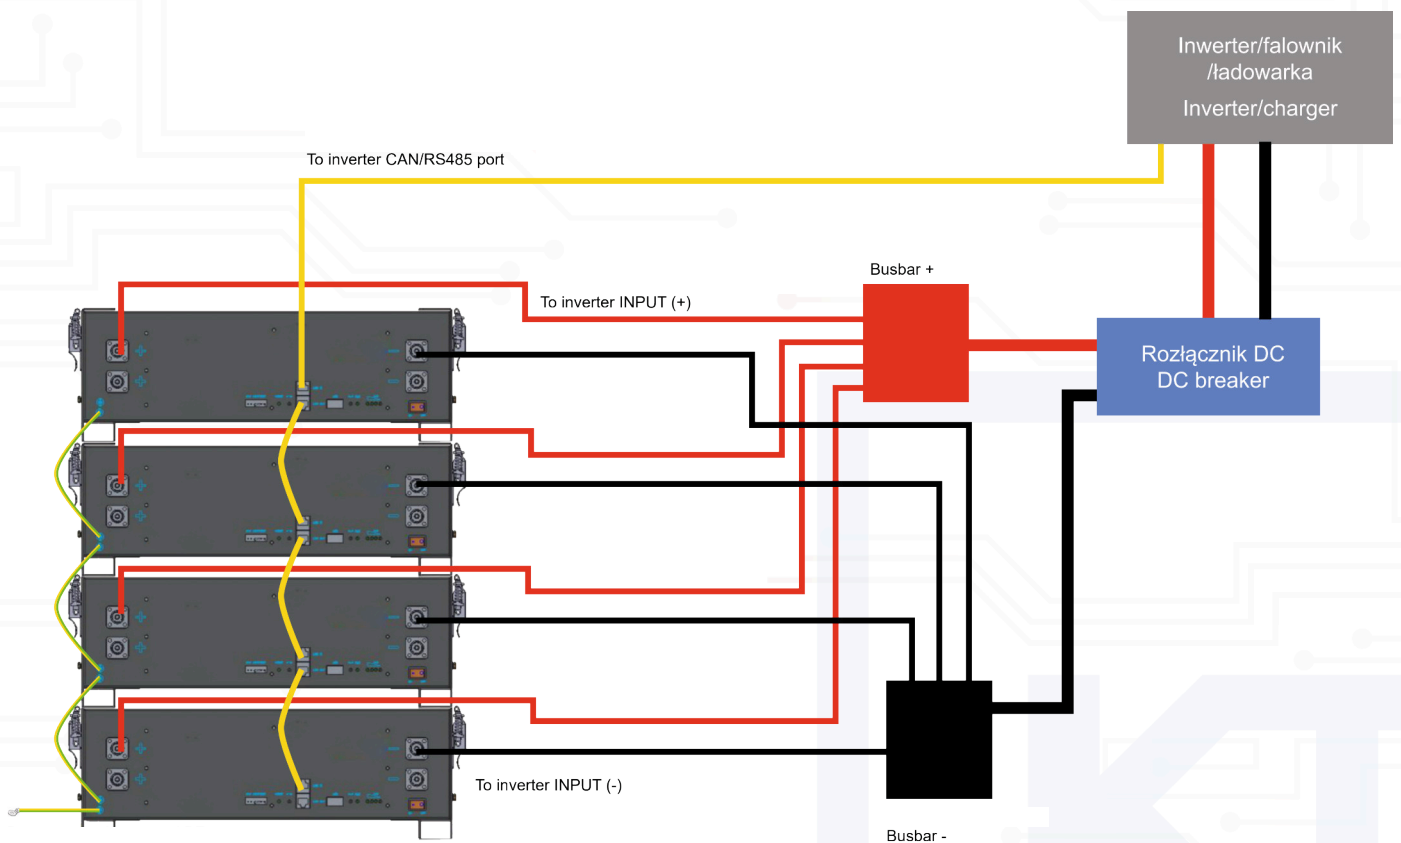 Inwerter/falownik
/ładowarka
Inverter/charger
To inverter CAN/RS485 port
Busbar +
To inverter INPUT (+)
Rozłącznik DC
DC breaker
To inverter INPUT (-)
Busbar -